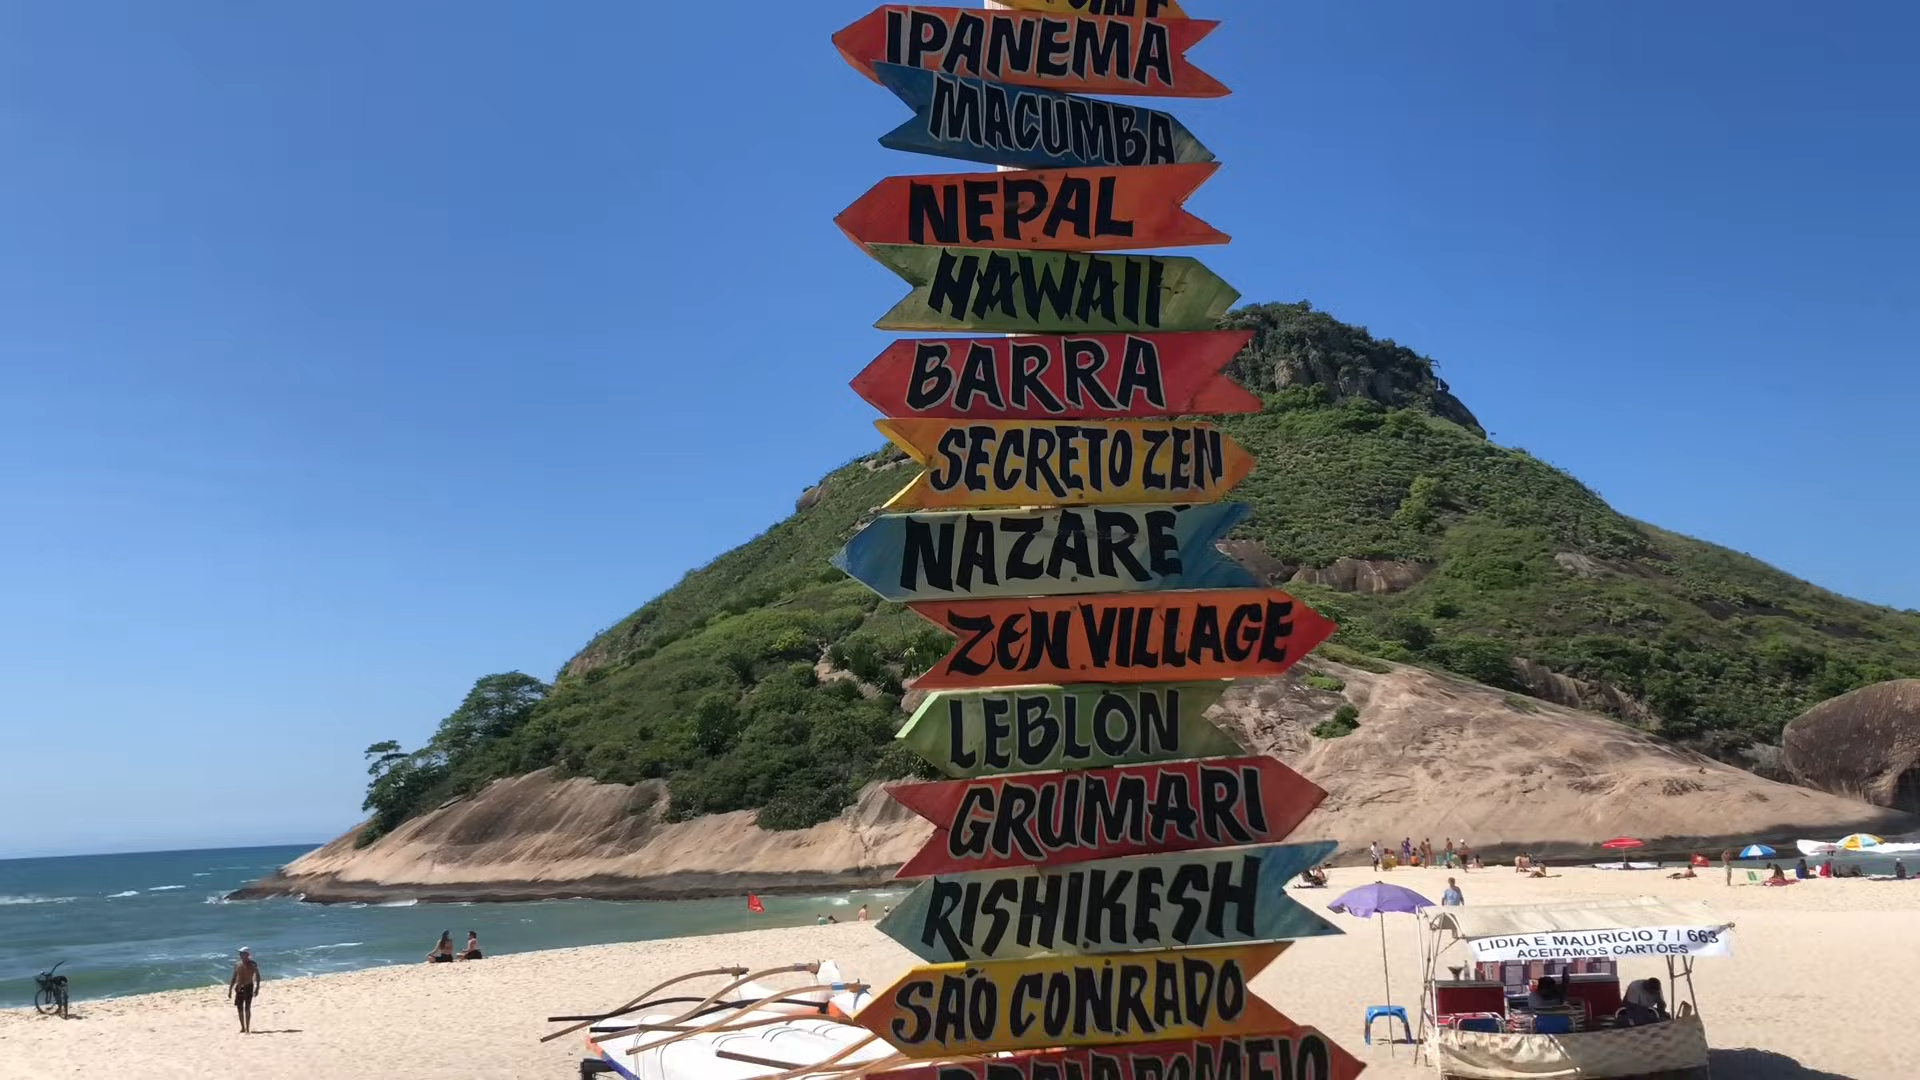 IPANEMA
MACUMBA
NEPAL
HAWAII
BARRA
SECRETO ZEN
NAZARÉ
ZEN VILLAGE
LEBLON
GRUMARI
RISHIKESH
SÃO CONRADO
LIDIA E MAURICIO 7 / 663
ACEITAMOS CARTÕES